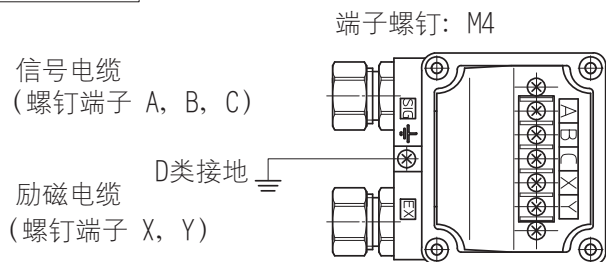 端子螺钉: M4
信号电缆
(螺钉端子 A, B, C)
SIG
D类接地
励磁电缆
(螺钉端子 X, Y)
EX
A
B
C
X
Y